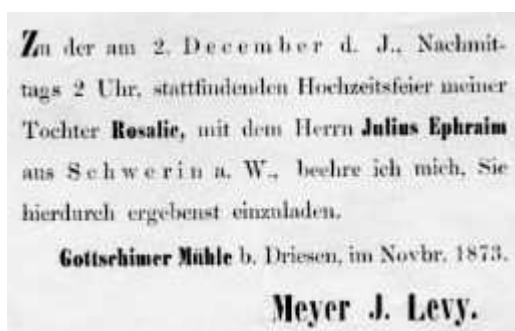 Zu der am 2. December d. J., Nachmit-
tags 2 Uhr, stattfindenden Hochzeitsfeier meiner
Tochter Rosalie, mit dem Herrn Julius Ephraim
aus Schwerin a. W., beehre ich mich, Sie
hierdurch ergebenst einzuladen.
Gottschimer Mühle b. Driesen, im Novbr. 1873.
Meyer J. Levy.